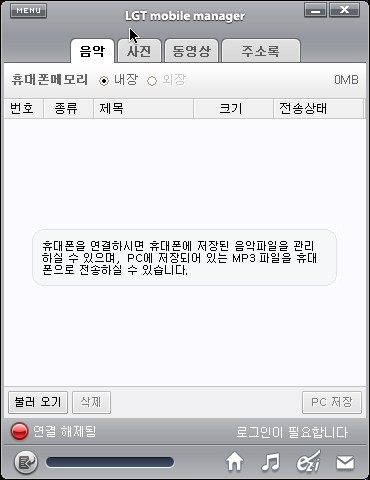 MENU
LGT mobile manager
음악 사진 동영상 주소록
휴대폰메모리 내장 외장 0MB
번호 종류 제목 크기 전송상태
휴대폰을 연결하시면 휴대폰에 저장된 음악파일을 관리
하실 수 있으며, PC에 저장되어 있는 MP3 파일을 휴대
폰으로 전송하실 수 있습니다.
불러 오기 삭제 PC 저장
연결 해제됨 로그인이 필요합니다
ezi